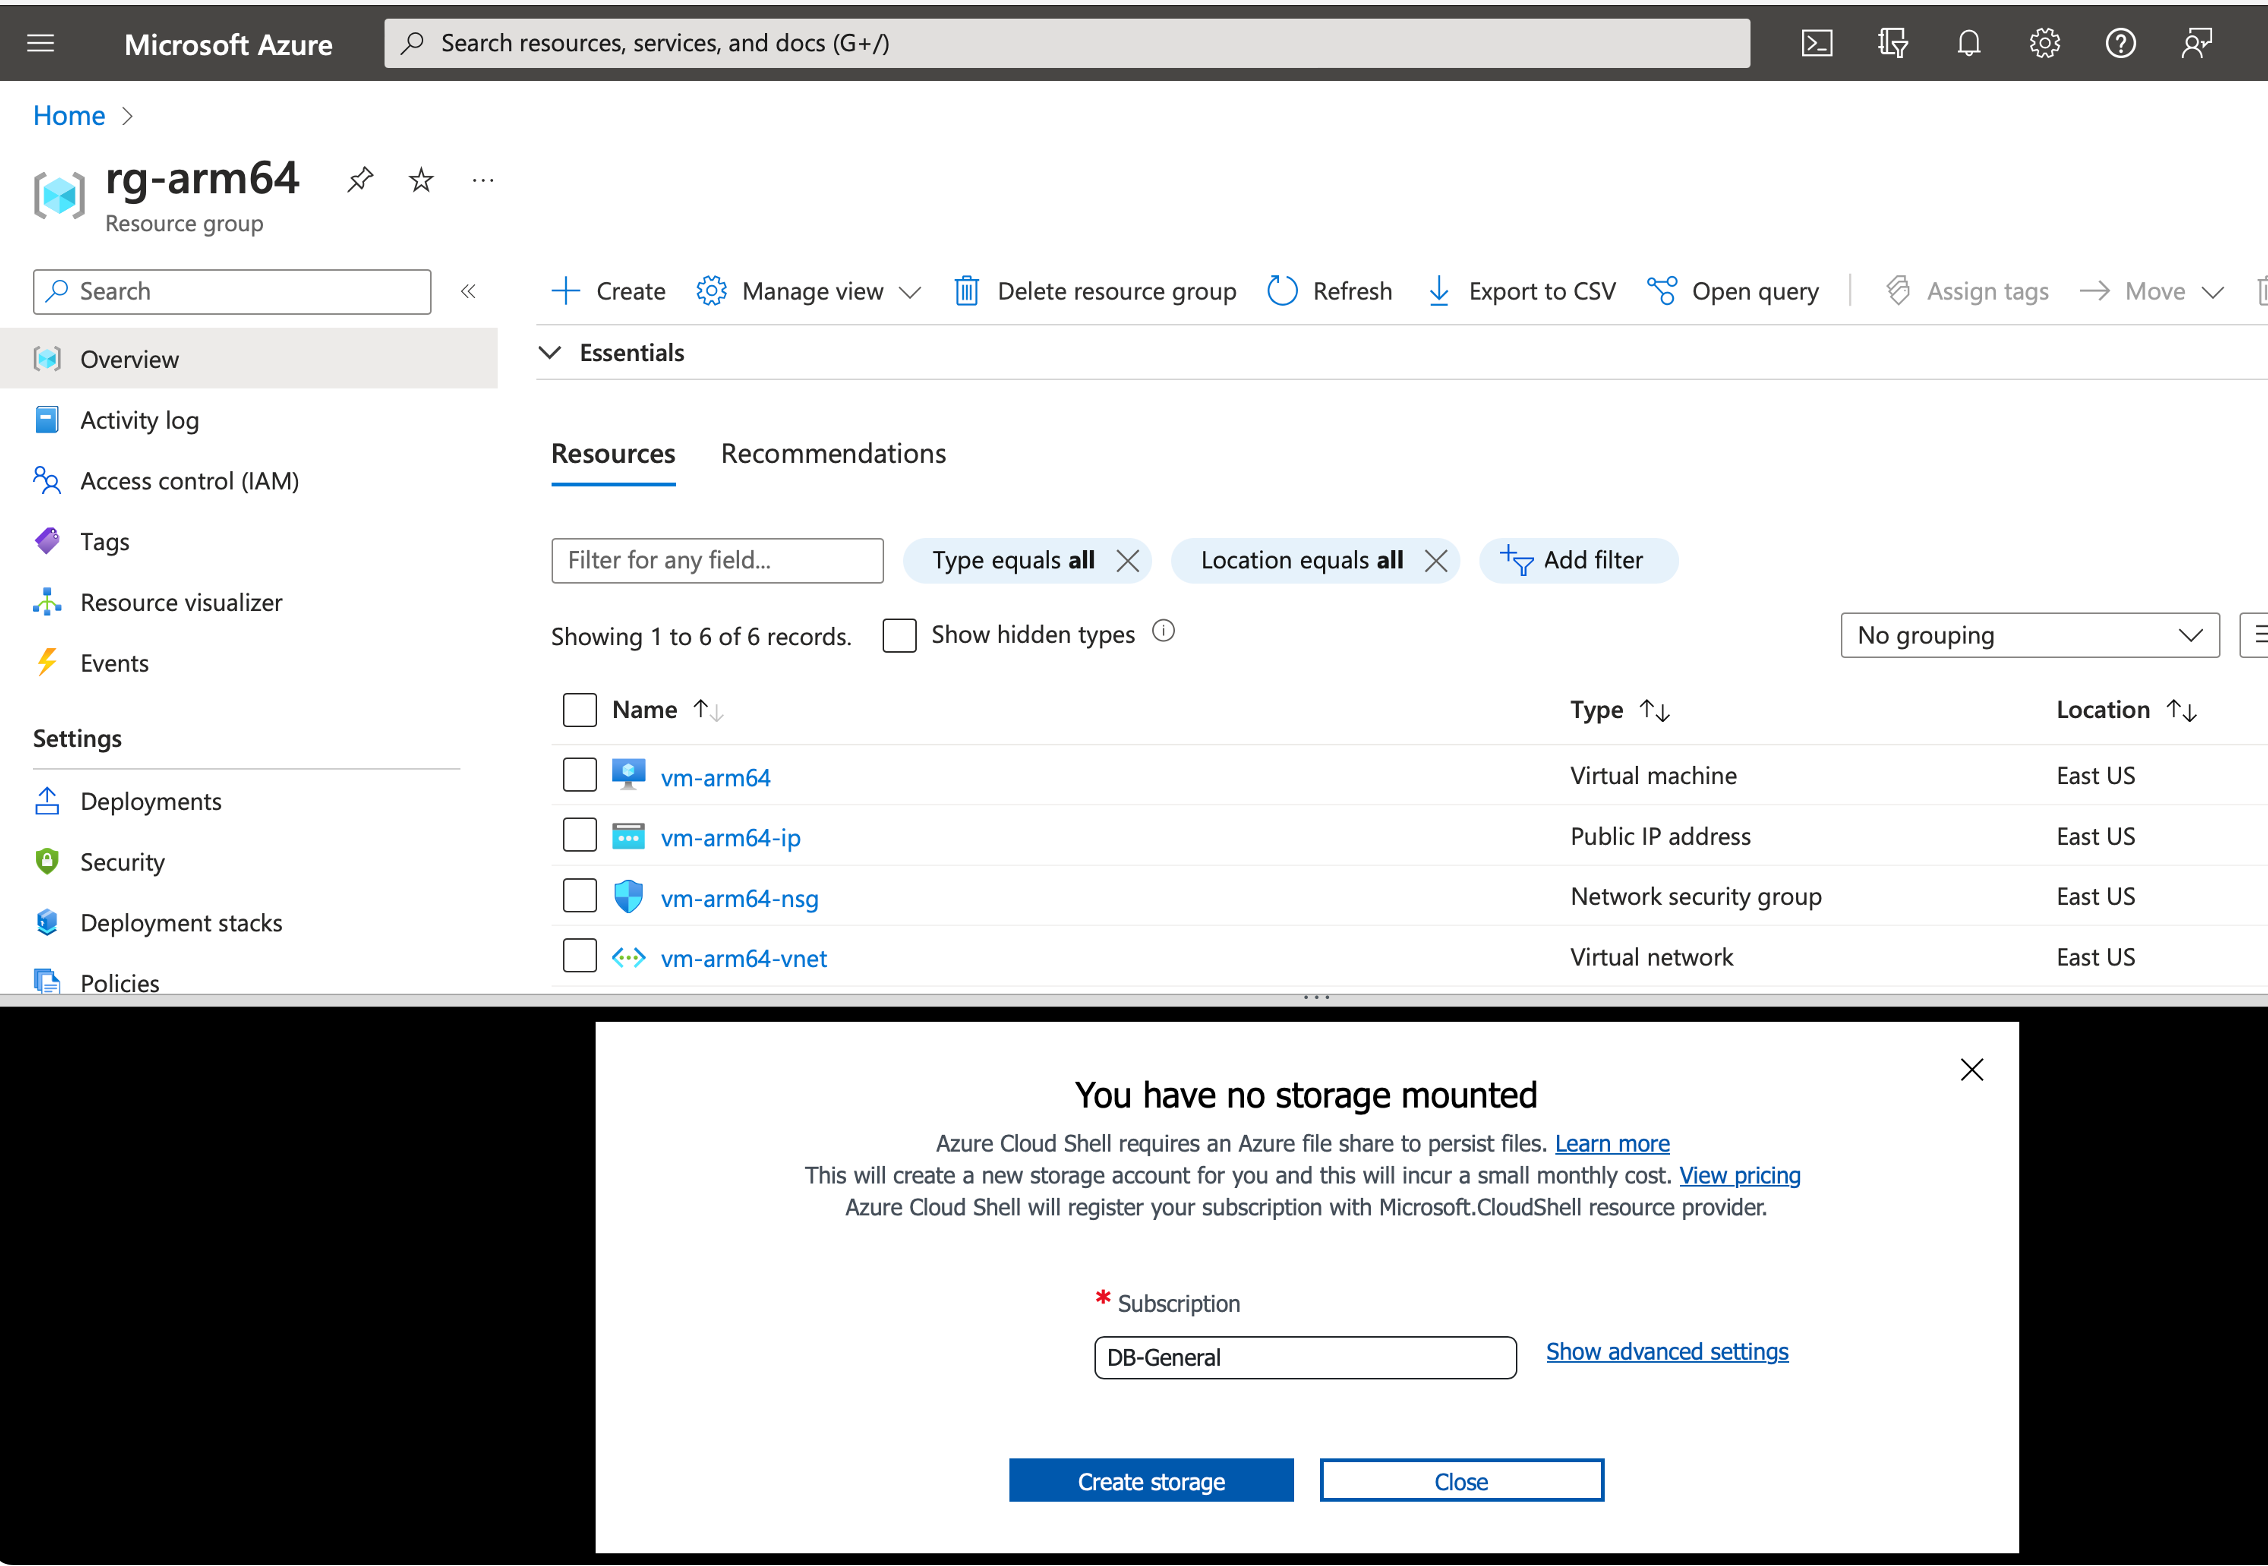 Microsoft Azure
Search resources, services, and docs (G+/)
Home
rg-arm64
Resource group
Search
Create
Manage view
Delete resource group
Refresh
Export to CSV
Open query
Assign tags
Move
Overview
Activity log
Access control (IAM)
Tags
Resource visualizer
Events
Settings
Deployments
Security
Deployment stacks
Policies
Essentials
Resources
Recommendations
Filter for any field...
Type equals all
Location equals all
Add filter
Showing 1 to 6 of 6 records.
Show hidden types
No grouping
Name
Type
Location
vm-arm64
Virtual machine
East US
vm-arm64-ip
Public IP address
East US
vm-arm64-nsg
Network security group
East US
vm-arm64-vnet
Virtual network
East US
You have no storage mounted
Azure Cloud Shell requires an Azure file share to persist files. Learn more
This will create a new storage account for you and this will incur a small monthly cost. View pricing
Azure Cloud Shell will register your subscription with Microsoft.CloudShell resource provider.
* Subscription
DB-General
Show advanced settings
Create storage
Close